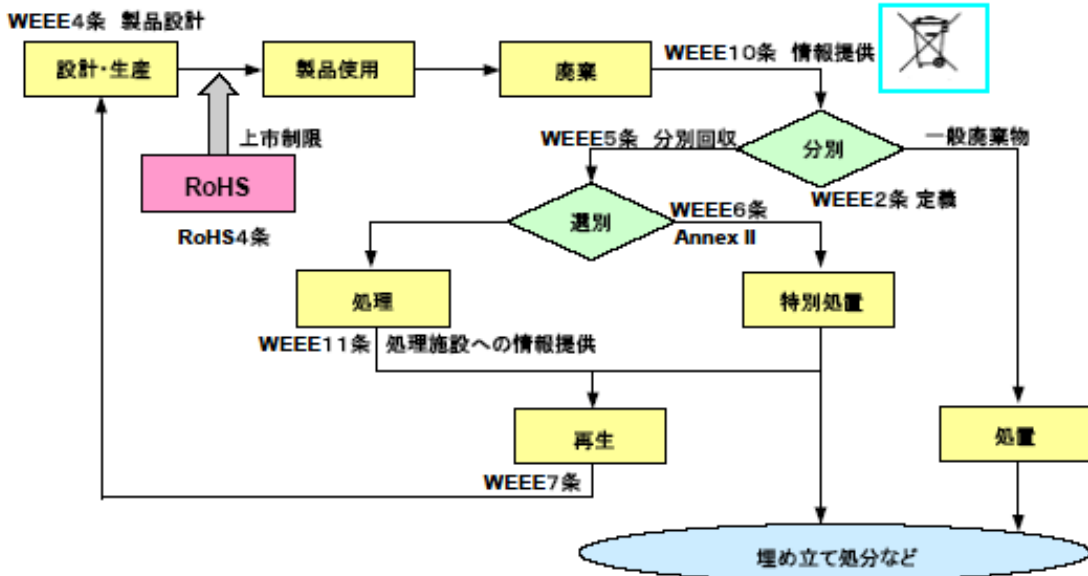 WEEE4条 製品設計
設計・生産
製品使用
廃棄
WEEE10条 情報提供
上市制限
RoHS
RoHS4条
WEEE5条 分別回収
分別
一般廃棄物
WEEE2条 定義
選別
WEEE6条
Annex II
処理
特別処置
WEEE11条 処理施設への情報提供
再生
処置
WEEE7条
埋め立て処分など